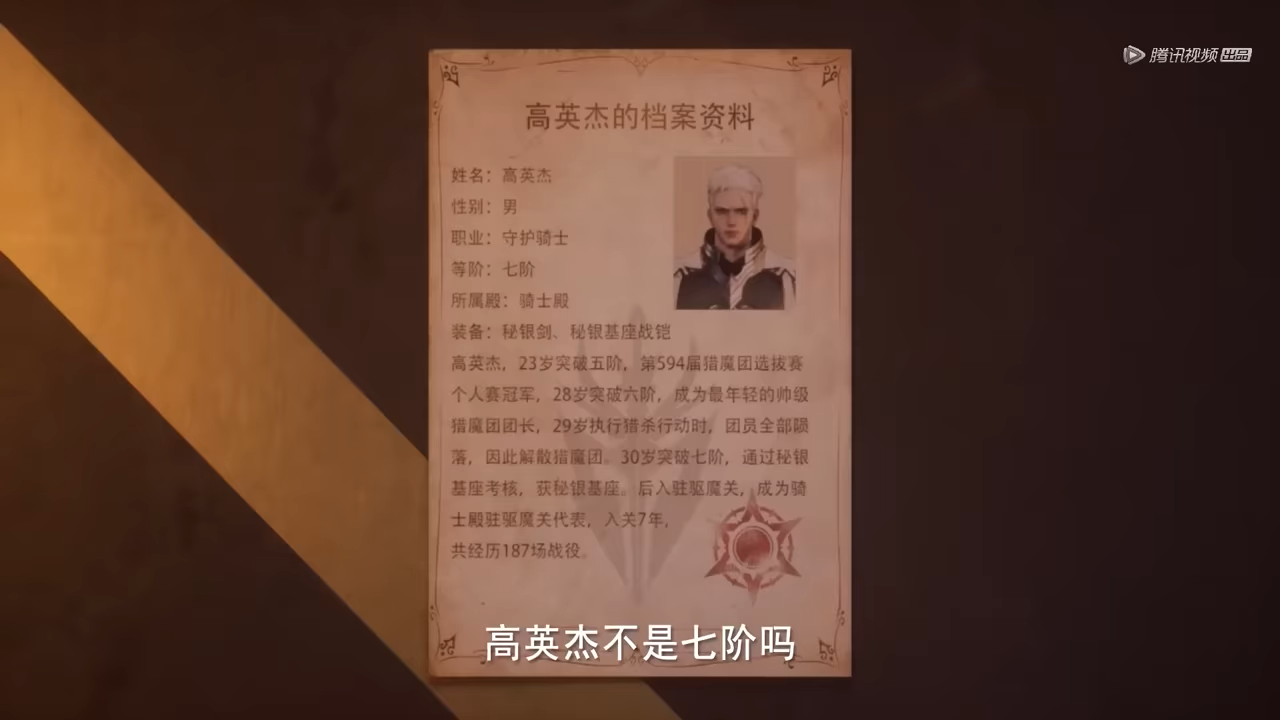 腾讯视频 出品
高英杰的档案资料
姓名：高英杰
性别：男
职业：守护骑士
等阶：七阶
所属殿：骑士殿
装备：秘银剑、秘银基座战铠
高英杰，23岁突破五阶，第594届猎魔团选拔赛
个人赛冠军，28岁突破六阶，成为最年轻的帅级
猎魔团团长，29岁执行猎杀行动时，团员全部陨
落，因此解散猎魔团。30岁突破七阶，通过秘银
基座考核，获秘银基座。后入驻驱魔关，成为骑
士殿驻驱魔关代表，入关7年，
共经历187场战役。
高英杰不是七阶吗